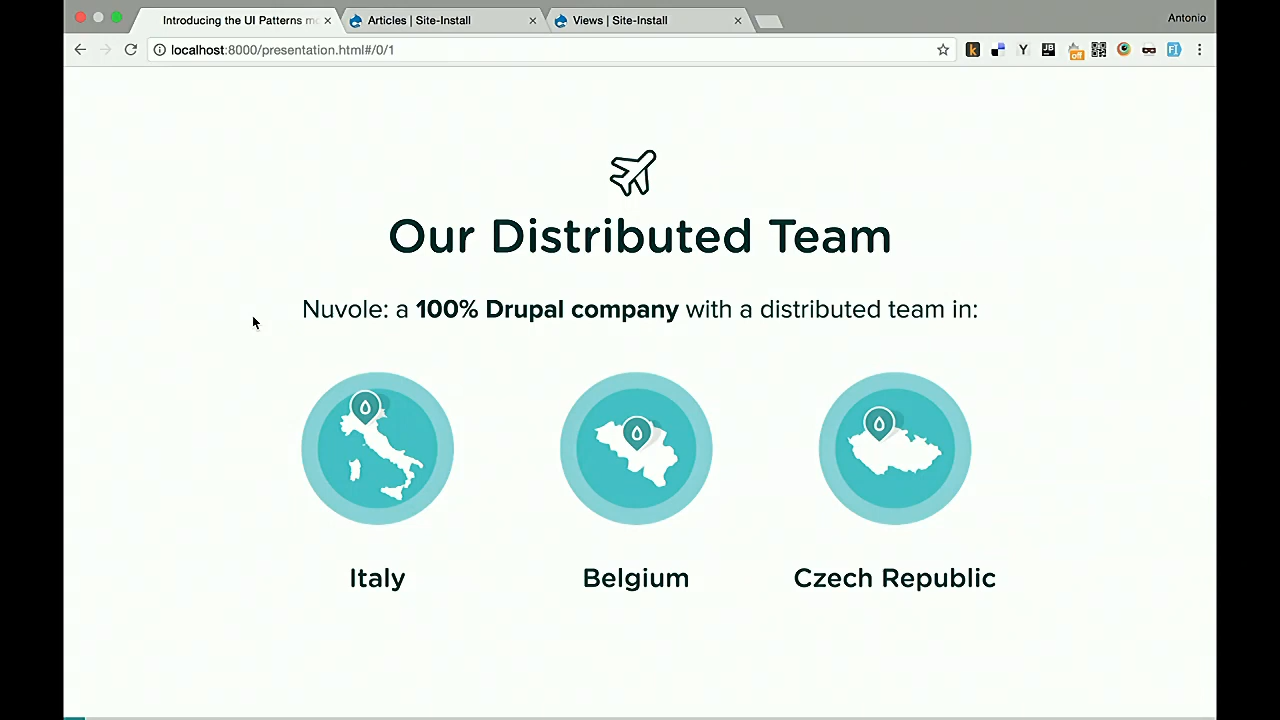 Introducing the UI Patterns mo
Articles | Site-Install
Views | Site-Install
Antonio
localhost:8000/presentation.html#/0/1
Our Distributed Team
Nuvole: a 100% Drupal company with a distributed team in:
Italy
Belgium
Czech Republic